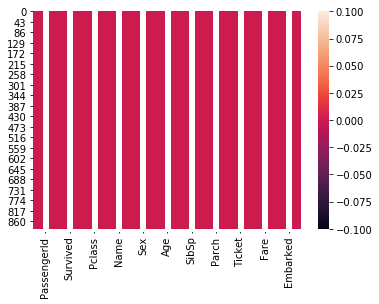 0
43
86
129
172
215
258
301
344
387
430
473
516
559
602
645
688
731
774
817
860
PassengerId -
Survived -
Pclass -
Name -
Sex -
Age -
SibSp -
Parch -
Ticket -
Fare -
Embarked -
0.100
0.075
0.050
0.025
0.000
−0.025
−0.050
−0.075
−0.100